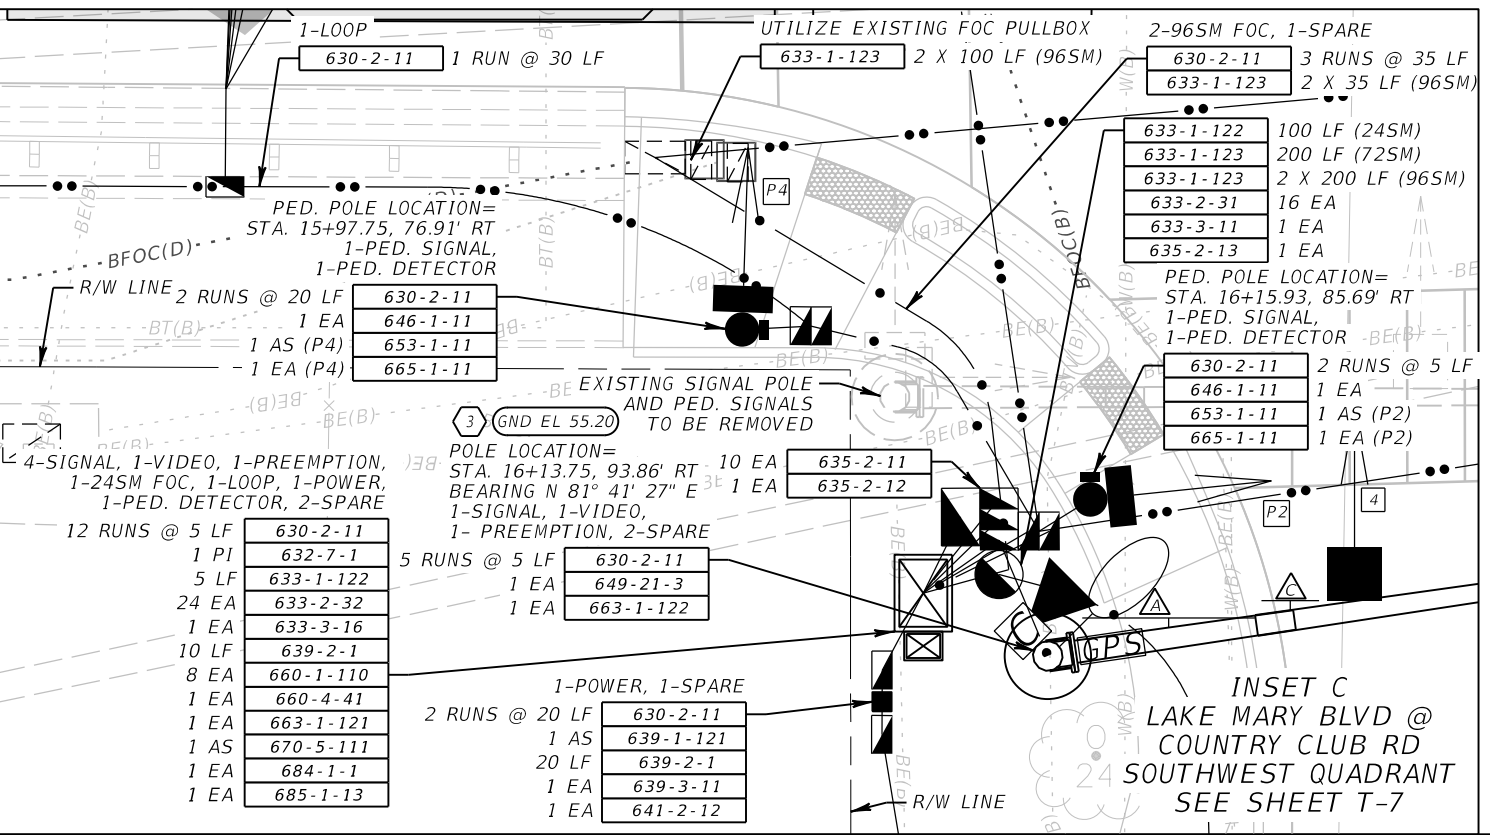 1-LOOP
630-2-11 1 RUN @ 30 LF
UTILIZE EXISTING FOC PULLBOX
633-1-123 2 X 100 LF (96SM)
2-96SM FOC, 1-SPARE
630-2-11 3 RUNS @ 35 LF
633-1-123 2 X 35 LF (96SM)
633-1-122 100 LF (24SM)
633-1-123 200 LF (72SM)
633-1-123 2 X 200 LF (96SM)
633-2-31 16 EA
633-3-11 1 EA
635-2-13 1 EA
PED. POLE LOCATION=
STA. 16+15.93, 85.69' RT
1-PED. SIGNAL,
1-PED. DETECTOR
630-2-11 2 RUNS @ 5 LF
646-1-11 1 EA
653-1-11 1 AS (P2)
665-1-11 1 EA (P2)
PED. POLE LOCATION=
STA. 15+97.75, 76.91' RT
1-PED. SIGNAL,
1-PED. DETECTOR
2 RUNS @ 20 LF 630-2-11
1 EA 646-1-11
1 AS (P4) 653-1-11
1 EA (P4) 665-1-11
BFOC(D)
R/W LINE
P4
BFOC(B)
BE(B)
BT(B)
BT(B)
BE(B)
BE(B)
BE(B)
BE(B)
BE(B)
BE(B)
BE(B)
EXISTING SIGNAL POLE
AND PED. SIGNALS
TO BE REMOVED
3 GND EL 55.20
POLE LOCATION=
STA. 16+13.75, 93.86' RT
BEARING N 81° 41' 27" E
1-SIGNAL, 1-VIDEO,
1- PREEMPTION, 2-SPARE
5 RUNS @ 5 LF 630-2-11
1 EA 649-21-3
1 EA 663-1-122
10 EA 635-2-11
1 EA 635-2-12
4-SIGNAL, 1-VIDEO, 1-PREEMPTION,
1-24SM FOC, 1-LOOP, 1-POWER,
1-PED. DETECTOR, 2-SPARE
12 RUNS @ 5 LF 630-2-11
1 PI 632-7-1
5 LF 633-1-122
24 EA 633-2-32
1 EA 633-3-16
10 LF 639-2-1
8 EA 660-1-110
1 EA 660-4-41
1 EA 663-1-121
1 AS 670-5-111
1 EA 684-1-1
1 EA 685-1-13
1-POWER, 1-SPARE
2 RUNS @ 20 LF 630-2-11
1 AS 639-1-121
20 LF 639-2-1
1 EA 639-3-11
1 EA 641-2-12
R/W LINE
P2
4
A
C
GPS
24
INSET C
LAKE MARY BLVD @
COUNTRY CLUB RD
SOUTHWEST QUADRANT
SEE SHEET T-7